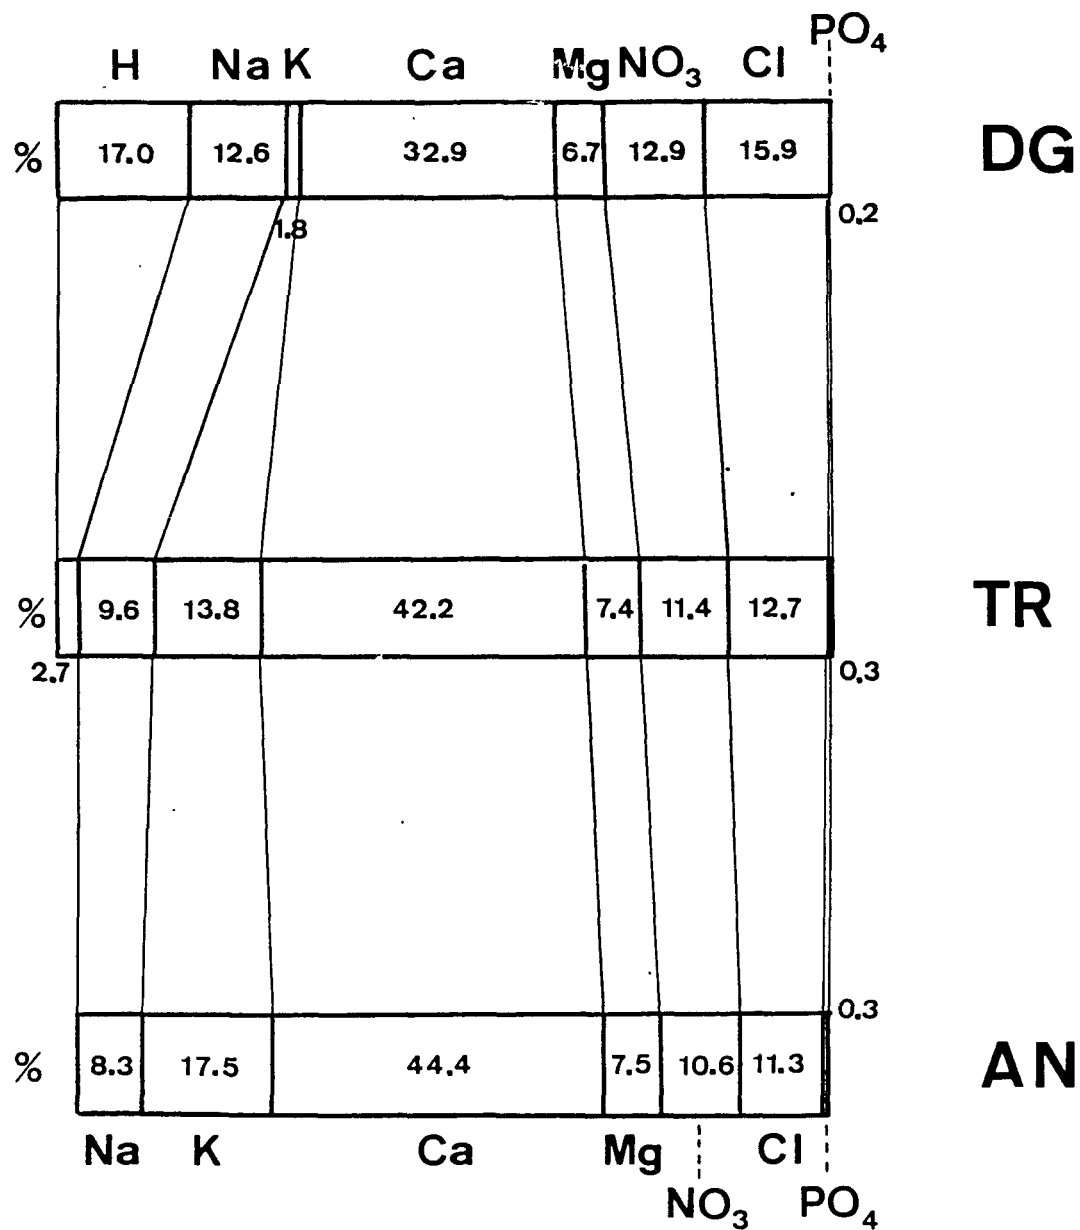 PO₄
H Na K Ca Mg NO₃ Cl
% 17.0 12.6 32.9 6.7 12.9 15.9 DG
1.8 0.2
% 9.6 13.8 42.2 7.4 11.4 12.7 TR
2.7 0.3
0.3
% 8.3 17.5 44.4 7.5 10.6 11.3 AN
Na K Ca Mg Cl
NO₃ PO₄